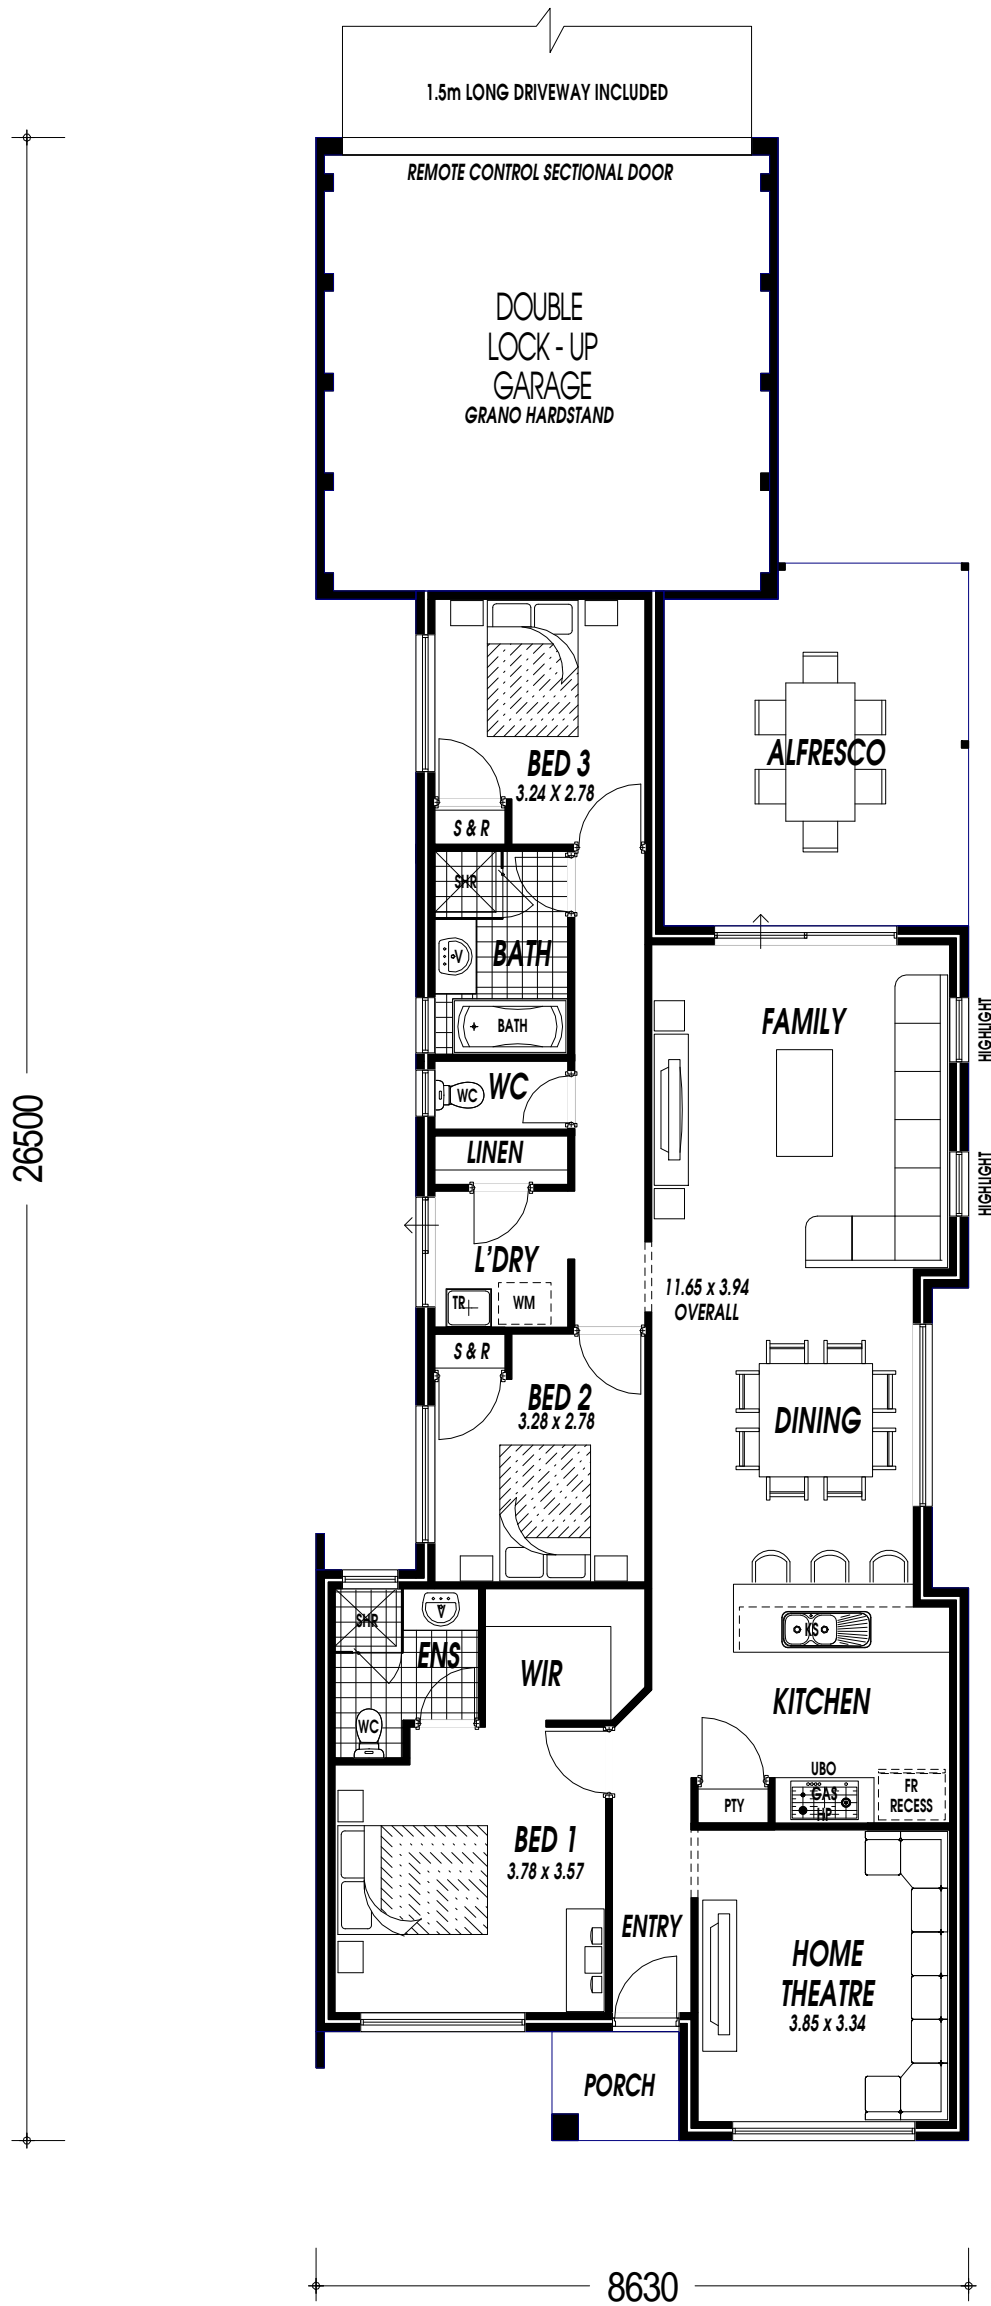 1.5m LONG DRIVEWAY INCLUDED
REMOTE CONTROL SECTIONAL DOOR
DOUBLE
LOCK - UP
GARAGE
GRANO HARDSTAND
BED 3
3.24 X 2.78
S & R
ALFRESCO
SHR
BATH
V
BATH
FAMILY
HIGHLIGHT
WC
WC
LINEN
HIGHLIGHT
26500
L'DRY
TR
WM
11.65 x 3.94
OVERALL
S & R
BED 2
3.28 x 2.78
DINING
SHR
V
ENS
WIR
KS
KITCHEN
WC
UBO
GAS
HP
FR
RECESS
PTY
BED 1
3.78 x 3.57
ENTRY
HOME
THEATRE
3.85 x 3.34
PORCH
8630